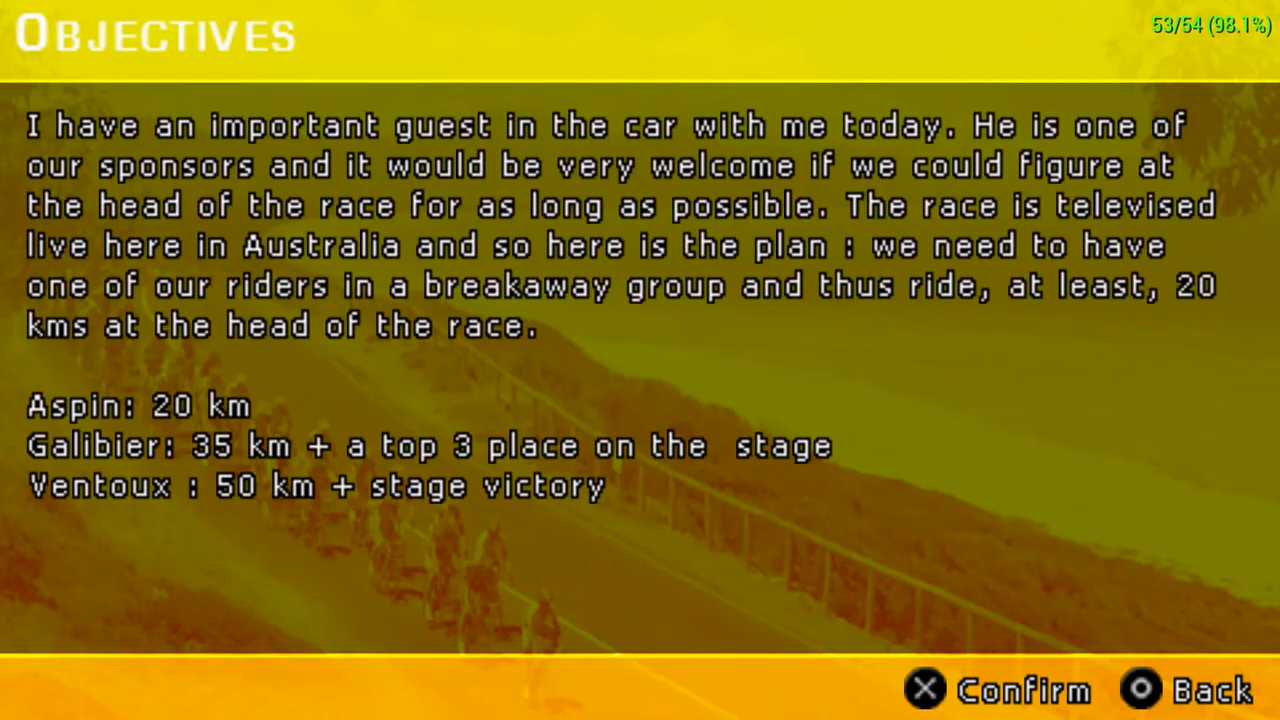 OBJECTIVES
53/54 (98.1%)
I have an important guest in the car with me today. He is one of
our sponsors and it would be very welcome if we could figure at
the head of the race for as long as possible. The race is televised
live here in Australia and so here is the plan : we need to have
one of our riders in a breakaway group and thus ride, at least, 20
kms at the head of the race.
Aspin: 20 km
Galibier: 35 km + a top 3 place on the  stage
Ventoux : 50 km + stage victory
Confirm
Back